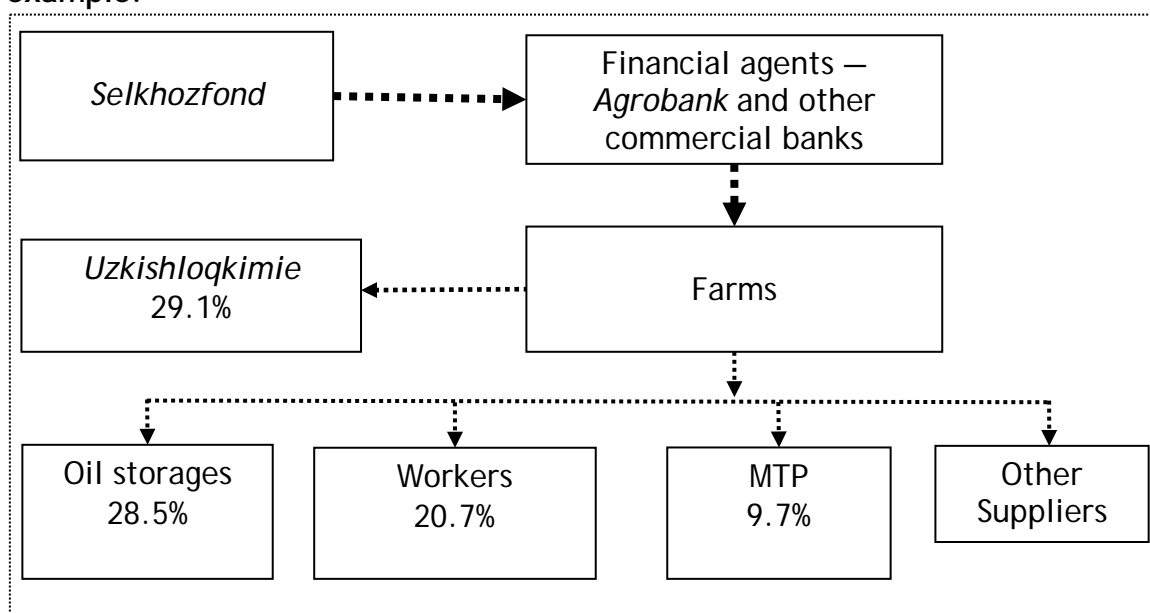 example:
Selkhozfond
Financial agents —
Agrobank and other
commercial banks
Uzkishloqkimie
29.1%
Farms
Oil storages
28.5%
Workers
20.7%
MTP
9.7%
Other
Suppliers